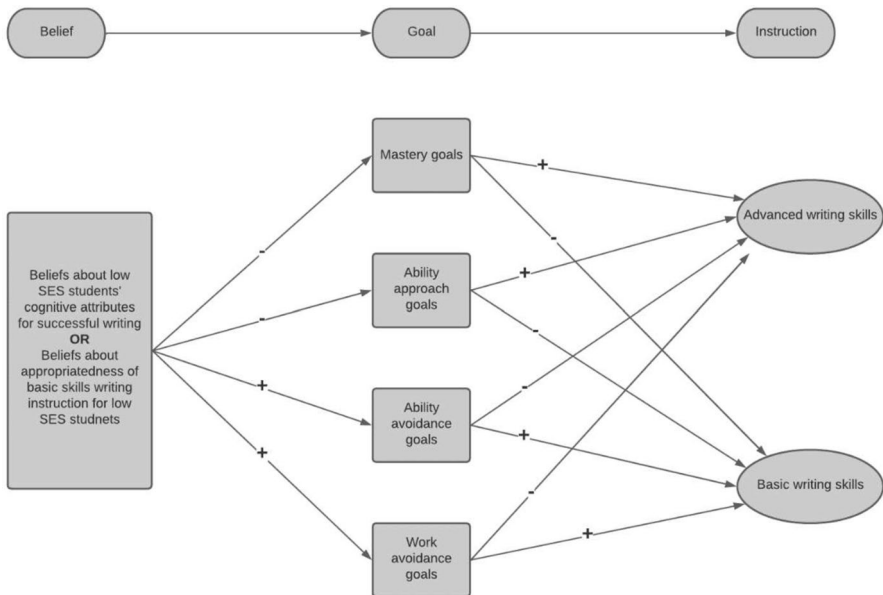 Belief
Goal
Instruction
Mastery goals
+
Advanced writing skills
-
-
Beliefs about low
SES students'
cognitive attributes
for successful writing
OR
Beliefs about
appropriatedness of
basic skills writing
instruction for low
SES studnets
Ability
approach
goals
+
-
-
+
Ability
avoidance
goals
-
+
+
Basic writing skills
-
Work
avoidance
goals
+